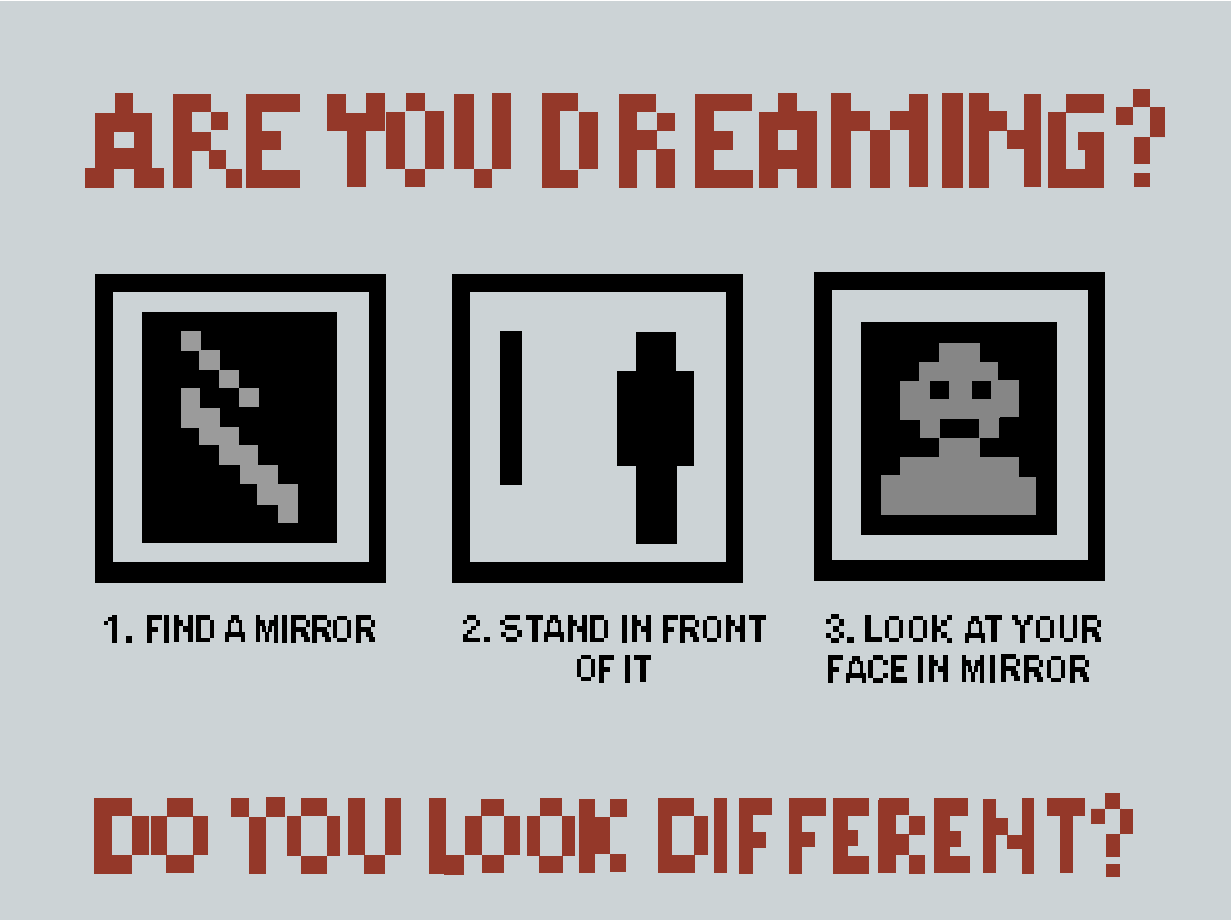 ARE YOU DREAMING?
1. FIND A MIRROR
2. STAND IN FRONT
OF IT
3. LOOK AT YOUR
FACE IN MIRROR
DO YOU LOOK DIFFERENT?